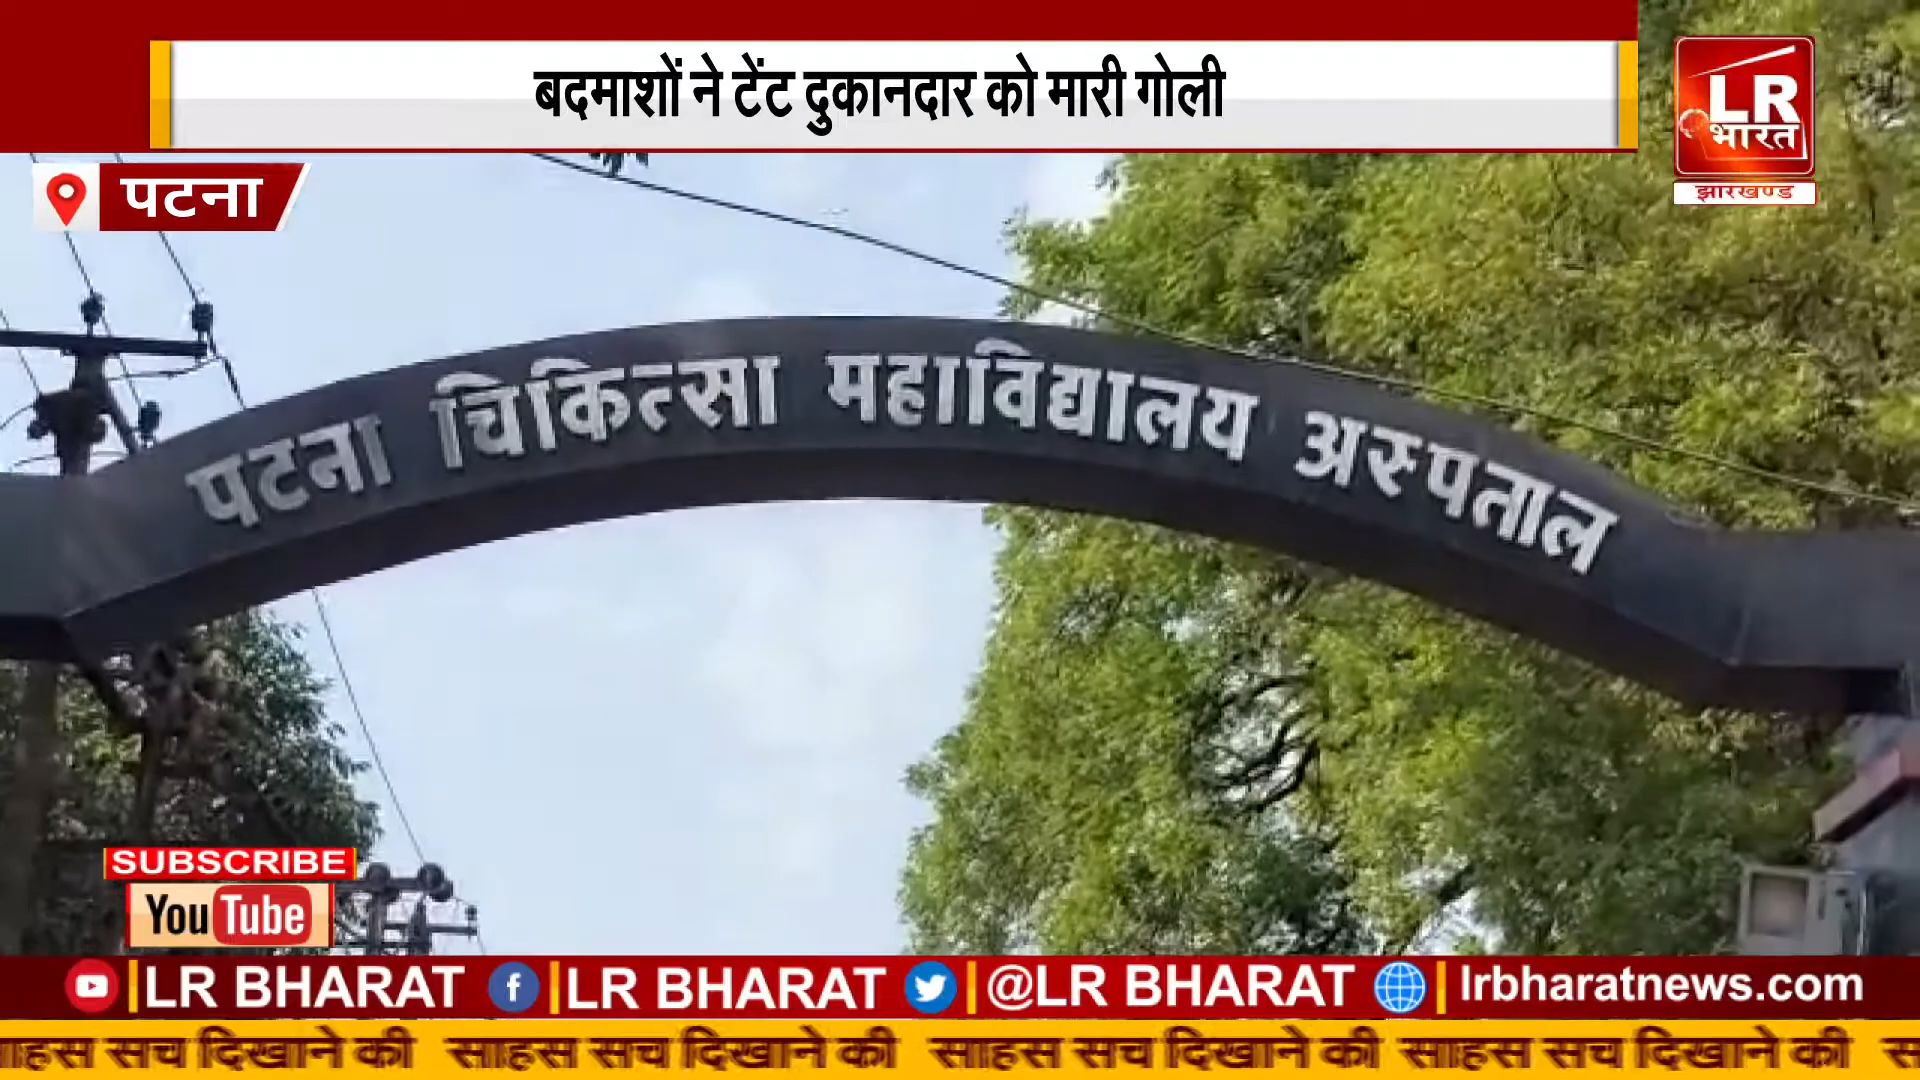 बदमाशों ने टेंट दुकानदार को मारी गोली
LR
भारत
झारखण्ड
पटना
पटना चिकित्सा महाविद्यालय अस्पताल
SUBSCRIBE
YouTube
LR BHARAT LR BHARAT @LR BHARAT lrbharatnews.com
साहस सच दिखाने की साहस सच दिखाने की साहस सच दिखाने की साहस सच दिखाने की